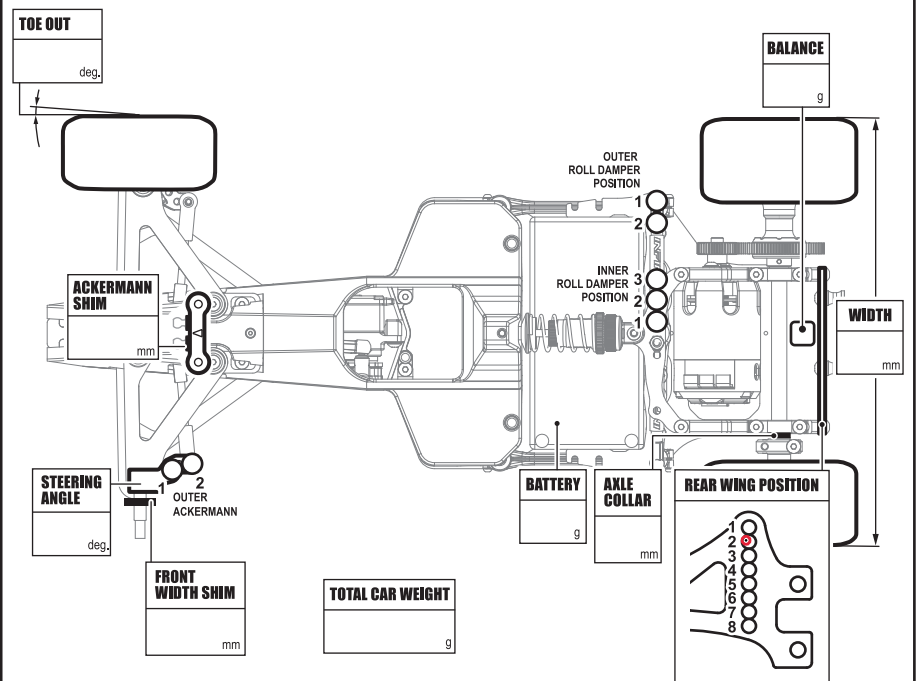 TOE OUT
deg.
BALANCE
g
OUTER
ROLL DAMPER
POSITION
1
2
INNER
ROLL DAMPER
POSITION
3
2
1
ACKERMANN
SHIM
mm
WIDTH
mm
STEERING
ANGLE
deg.
1
2
OUTER
ACKERMANN
FRONT
WIDTH SHIM
mm
TOTAL CAR WEIGHT
g
BATTERY
g
AXLE
COLLAR
mm
REAR WING POSITION
1
2
3
4
5
6
7
8